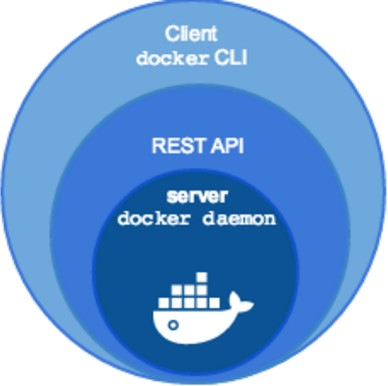 Client
docker CLI
REST API
server
docker daemon